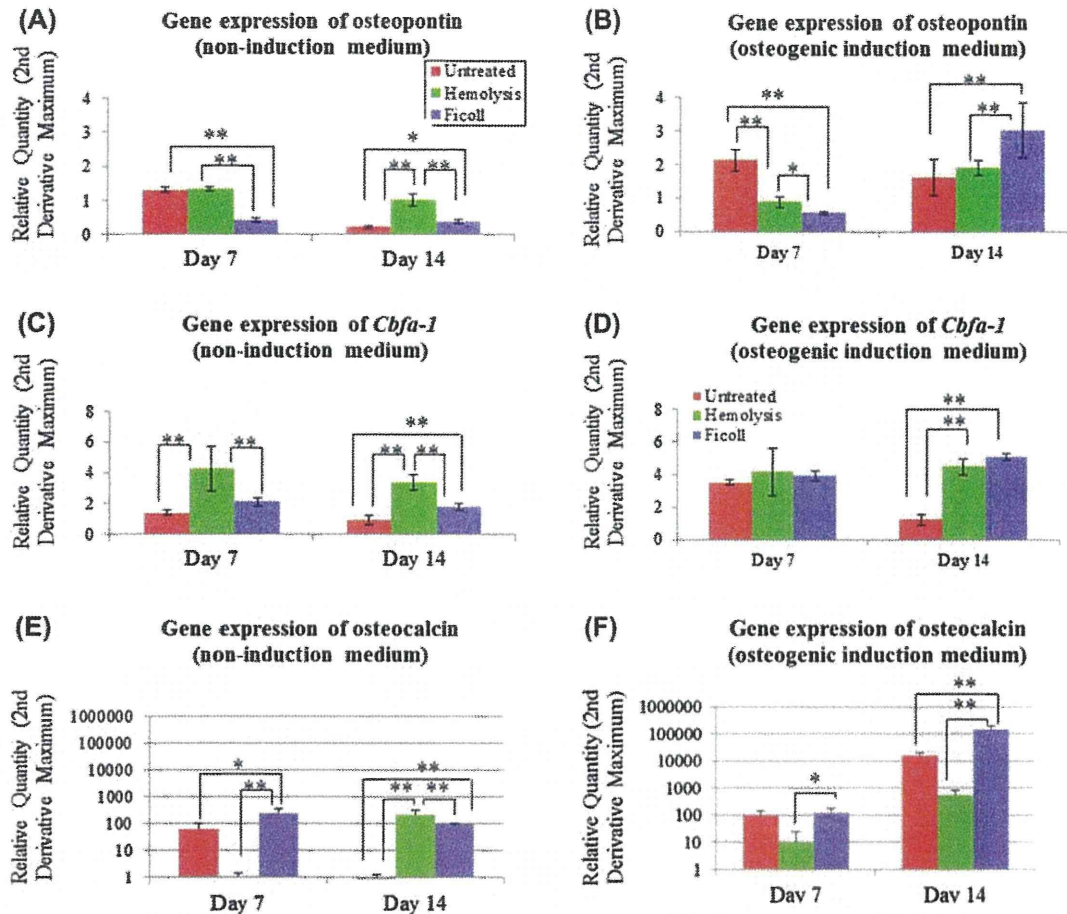 (A)
Gene expression of osteopontin
(non-induction medium)
Relative Quantity (2nd
Derivative Maximum)
Untreated
Hemolysis
Ficoll
4
3
2
1
0
**
**
*
**
**
Day 7
Day 14
(B)
Gene expression of osteopontin
(osteogenic induction medium)
Relative Quantity (2nd
Derivative Maximum)
4
3
2
1
0
**
**
*
**
**
Day 7
Day 14
(C)
Gene expression of Cbfa-1
(non-induction medium)
Relative Quantity (2nd
Derivative Maximum)
8
6
4
2
0
**
**
**
**
**
Day 7
Day 14
(D)
Gene expression of Cbfa-1
(osteogenic induction medium)
Relative Quantity (2nd
Derivative Maximum)
Untreated
Hemolysis
Ficoll
8
6
4
2
0
**
**
Day 7
Day 14
(E)
Gene expression of osteocalcin
(non-induction medium)
Relative Quantity (2nd
Derivative Maximum)
1000000
100000
10000
1000
100
10
1
*
**
**
**
**
Day 7
Day 14
(F)
Gene expression of osteocalcin
(osteogenic induction medium)
Relative Quantity (2nd
Derivative Maximum)
1000000
100000
10000
1000
100
10
1
*
**
**
Day 7
Day 14